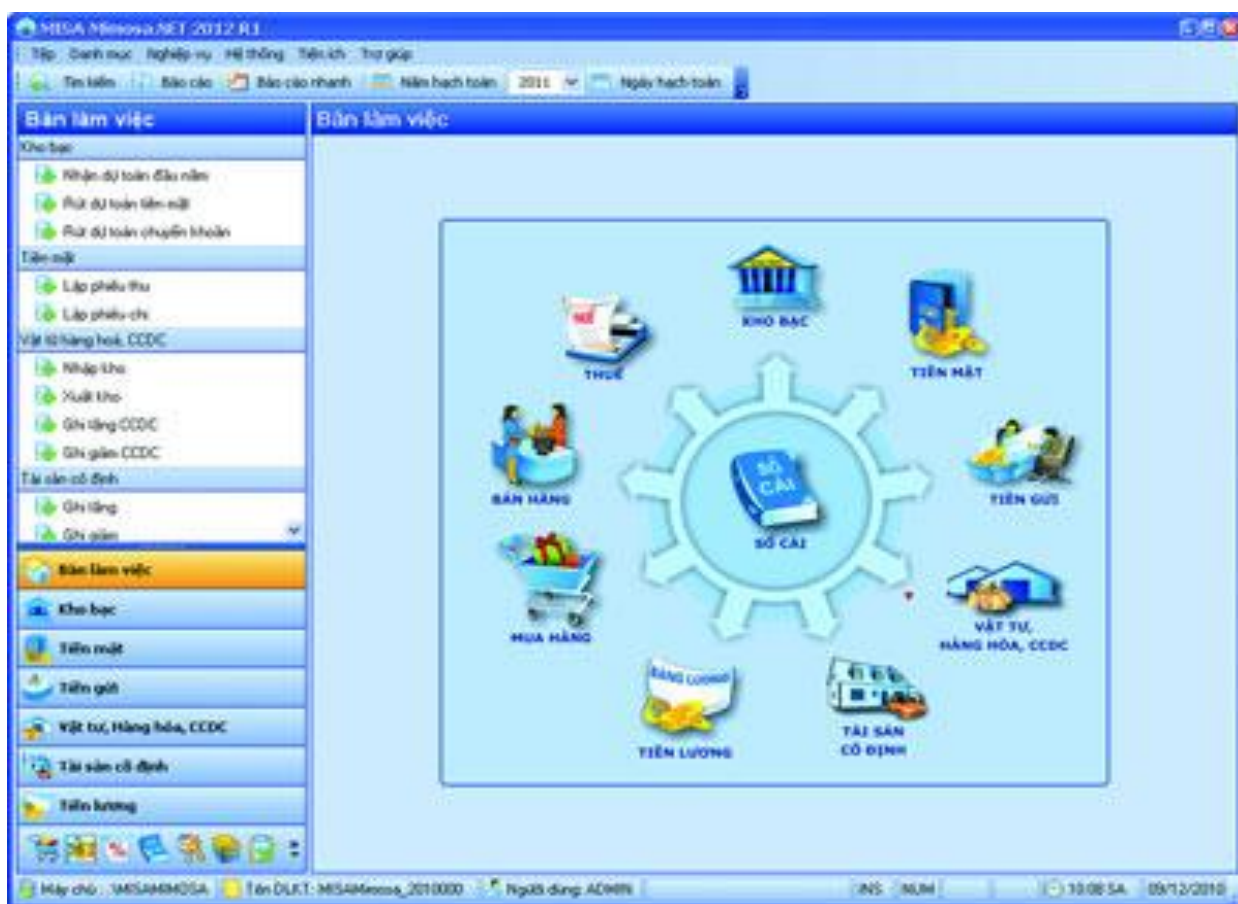 MISA Mimosa.NET 2012 R1
Tệp Danh mục Nghiệp vụ Hệ thống Tiện ích Trợ giúp
Tìm kiếm Báo cáo Báo cáo nhanh Năm hạch toán 2011 Ngày hạch toán
Bàn làm việc
Bàn làm việc
Kho bạc
Nhận dự toán đầu năm
Rút dự toán tiền mặt
Rút dự toán chuyển khoản
Tiền mặt
Lập phiếu thu
Lập phiếu chi
Vật tư hàng hoá, CCDC
Nhập kho
Xuất kho
Ghi tăng CCDC
Ghi giảm CCDC
Tài sản cố định
Ghi tăng
Ghi giảm
Bàn làm việc
Kho bạc
Tiền mặt
Tiền gửi
Vật tư, Hàng hóa, CCDC
Tài sản cố định
Tiền lương
KHO BẠC
TIỀN MẶT
TIỀN GỬI
VẬT TƯ,
HÀNG HÓA, CCDC
TÀI SẢN
CỐ ĐỊNH
BẢNG LƯƠNG
TIỀN LƯƠNG
MUA HÀNG
BÁN HÀNG
THUẾ
SỔ
CÁI
SỔ CÁI
Máy chủ : .\MISAMIMOSA Tên DLKT: MISAMimosa_2010000 Người dùng: ADMIN INS NUM 10:08 SA 09/12/2010